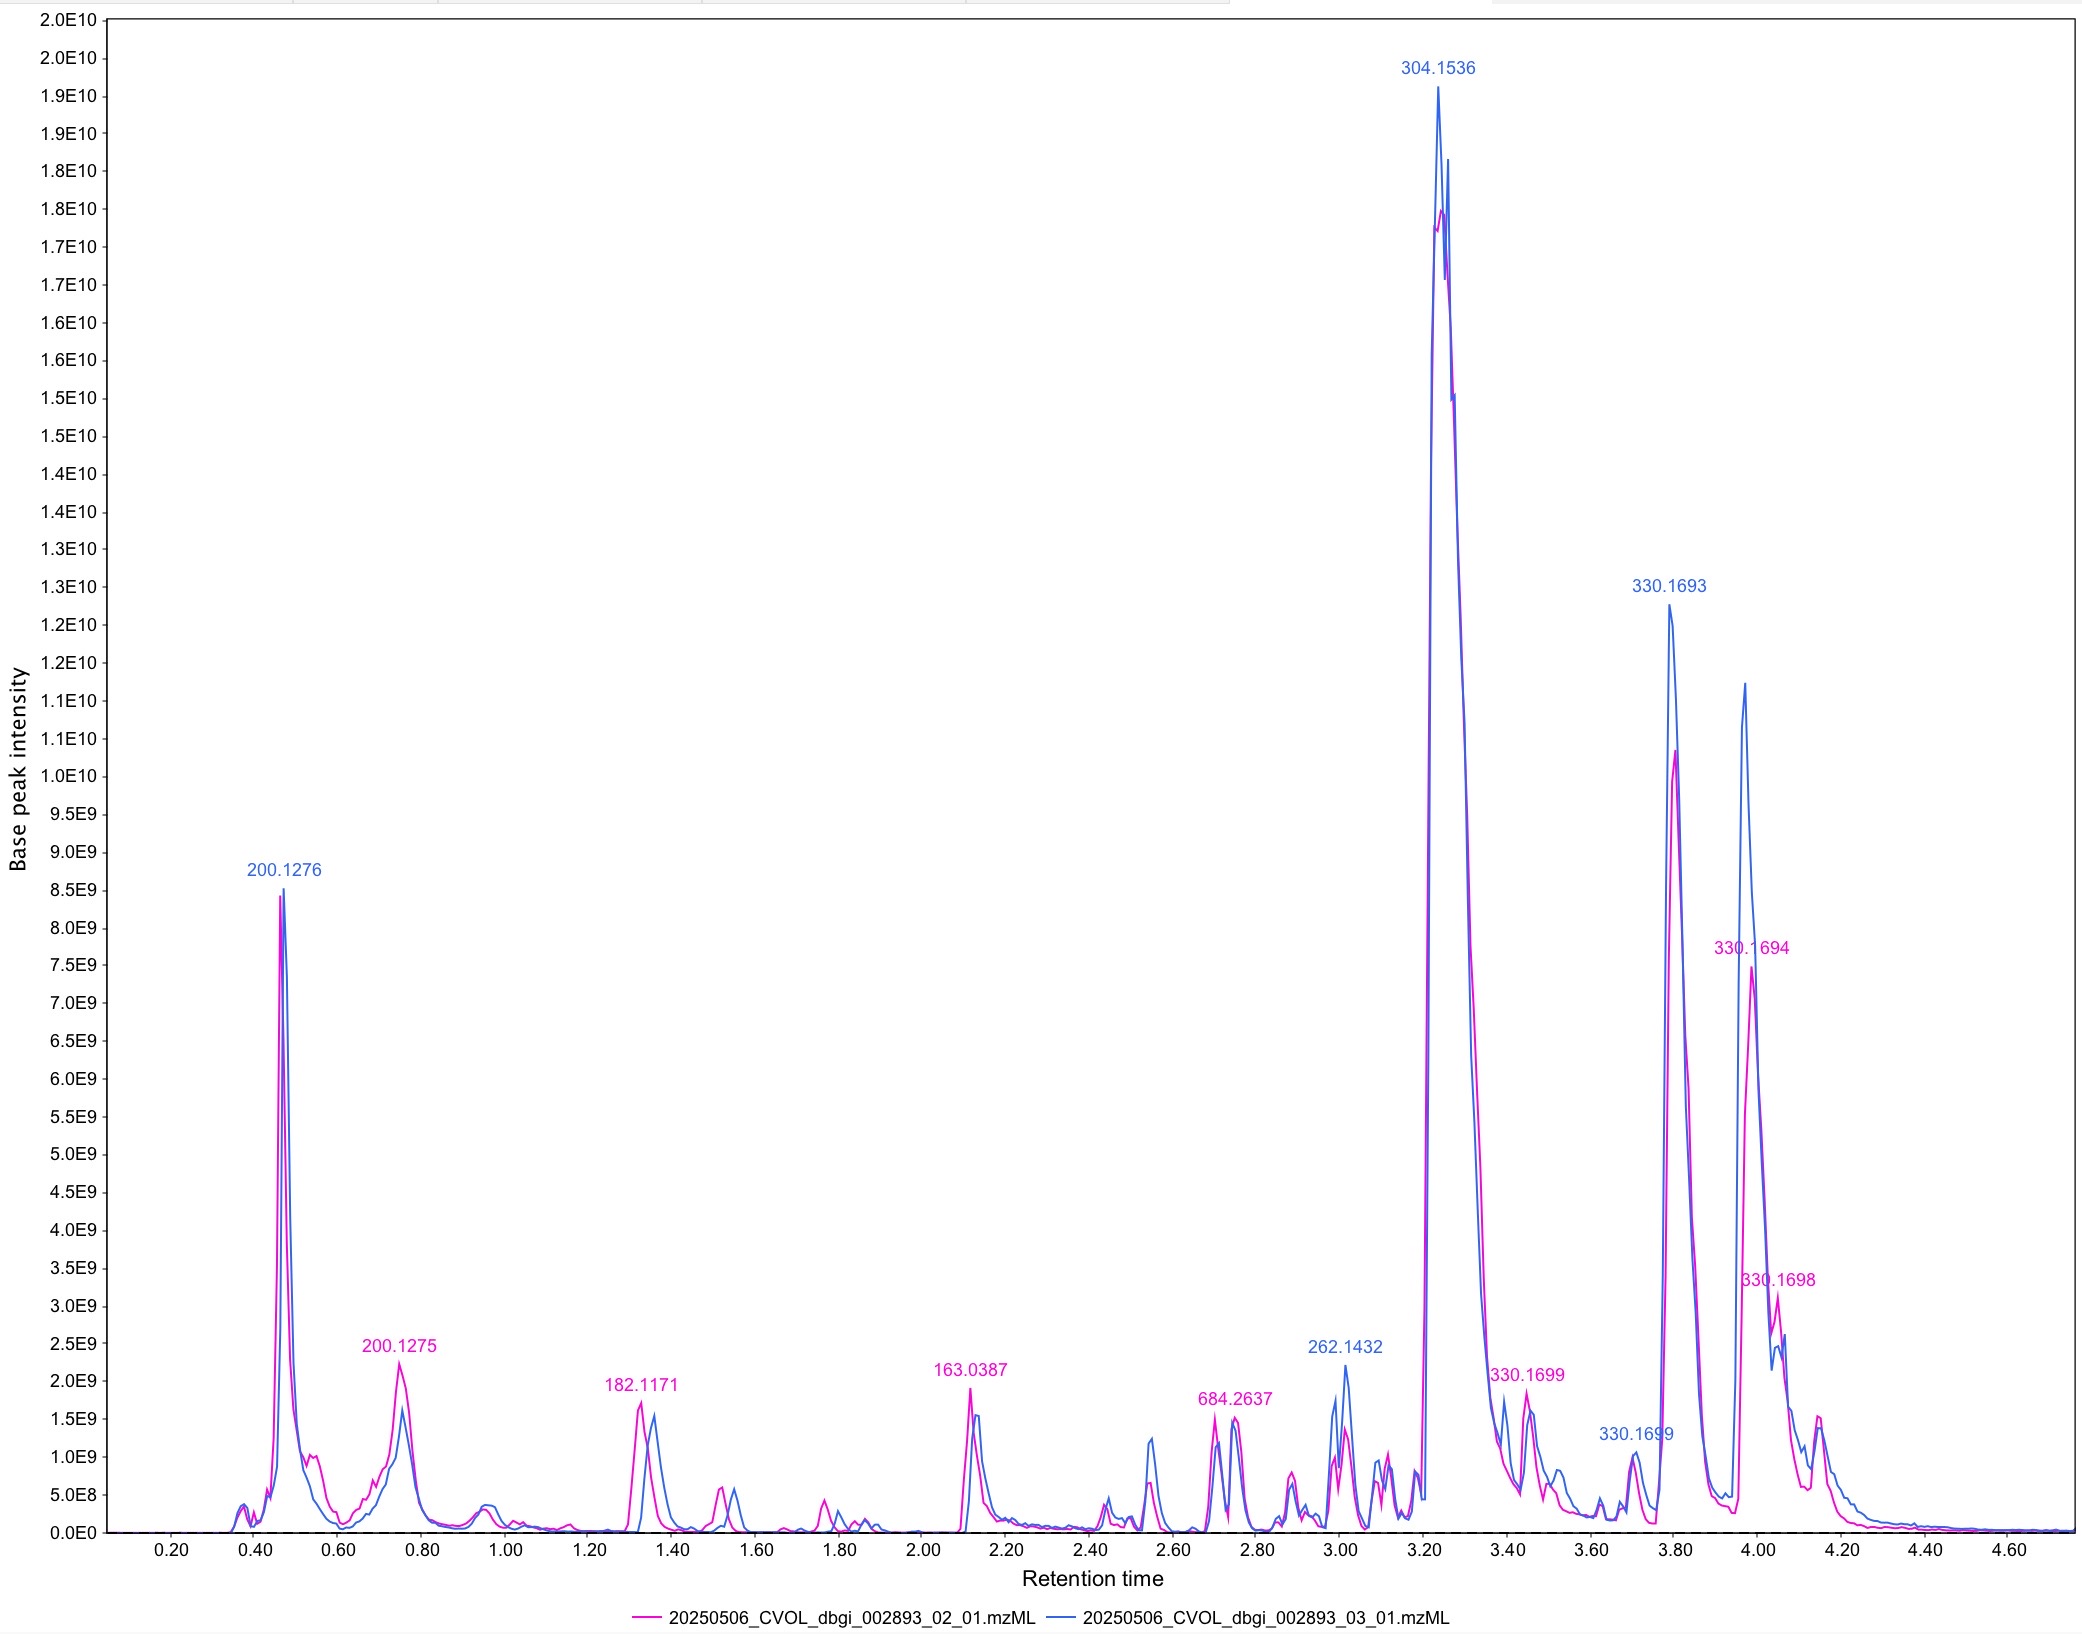 2.0E10
2.0E10
1.9E10
1.9E10
1.8E10
1.8E10
1.7E10
1.7E10
1.6E10
1.6E10
1.5E10
1.5E10
1.4E10
1.4E10
1.3E10
1.3E10
1.2E10
1.2E10
1.1E10
1.1E10
1.0E10
9.5E9
9.0E9
8.5E9
8.0E9
7.5E9
7.0E9
6.5E9
6.0E9
5.5E9
5.0E9
4.5E9
4.0E9
3.5E9
3.0E9
2.5E9
2.0E9
1.5E9
1.0E9
5.0E8
0.0E0
Base peak intensity
304.1536
330.1693
200.1276
330.1694
330.1698
200.1275
262.1432
163.0387
330.1699
182.1171
684.2637
330.1699
0.20 0.40 0.60 0.80 1.00 1.20 1.40 1.60 1.80 2.00 2.20 2.40 2.60 2.80 3.00 3.20 3.40 3.60 3.80 4.00 4.20 4.40 4.60
Retention time
20250506_CVOL_dbgi_002893_02_01.mzML 20250506_CVOL_dbgi_002893_03_01.mzML